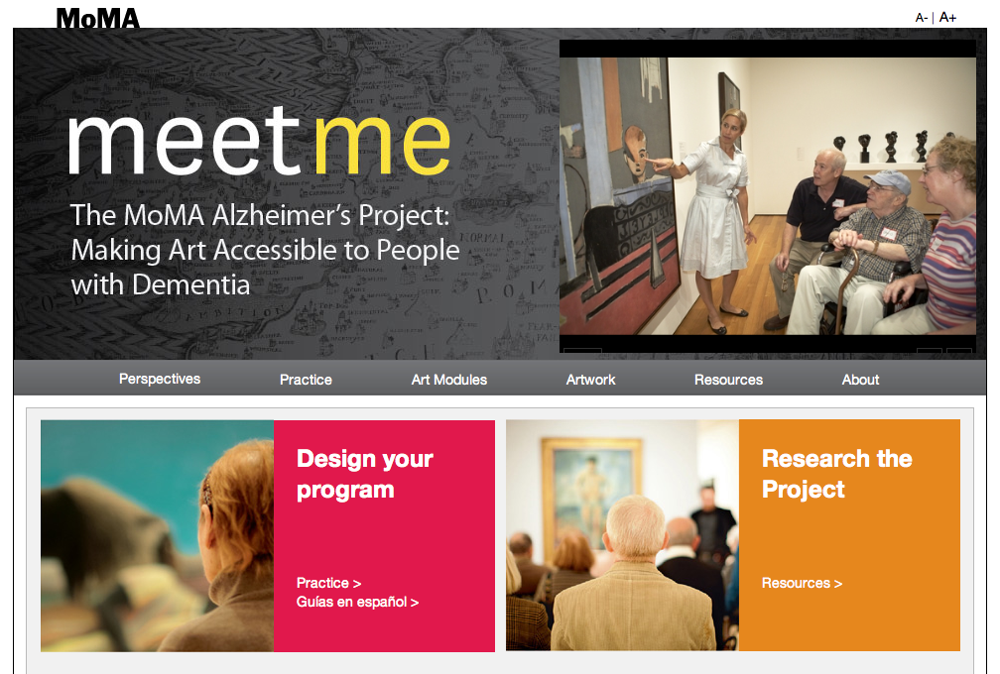 MoMA
A- | A+
meetme
The MoMA Alzheimer's Project:
Making Art Accessible to People
with Dementia
Perspectives
Practice
Art Modules
Artwork
Resources
About
Design your
program
Practice >
Guías en español >
Research the
Project
Resources >